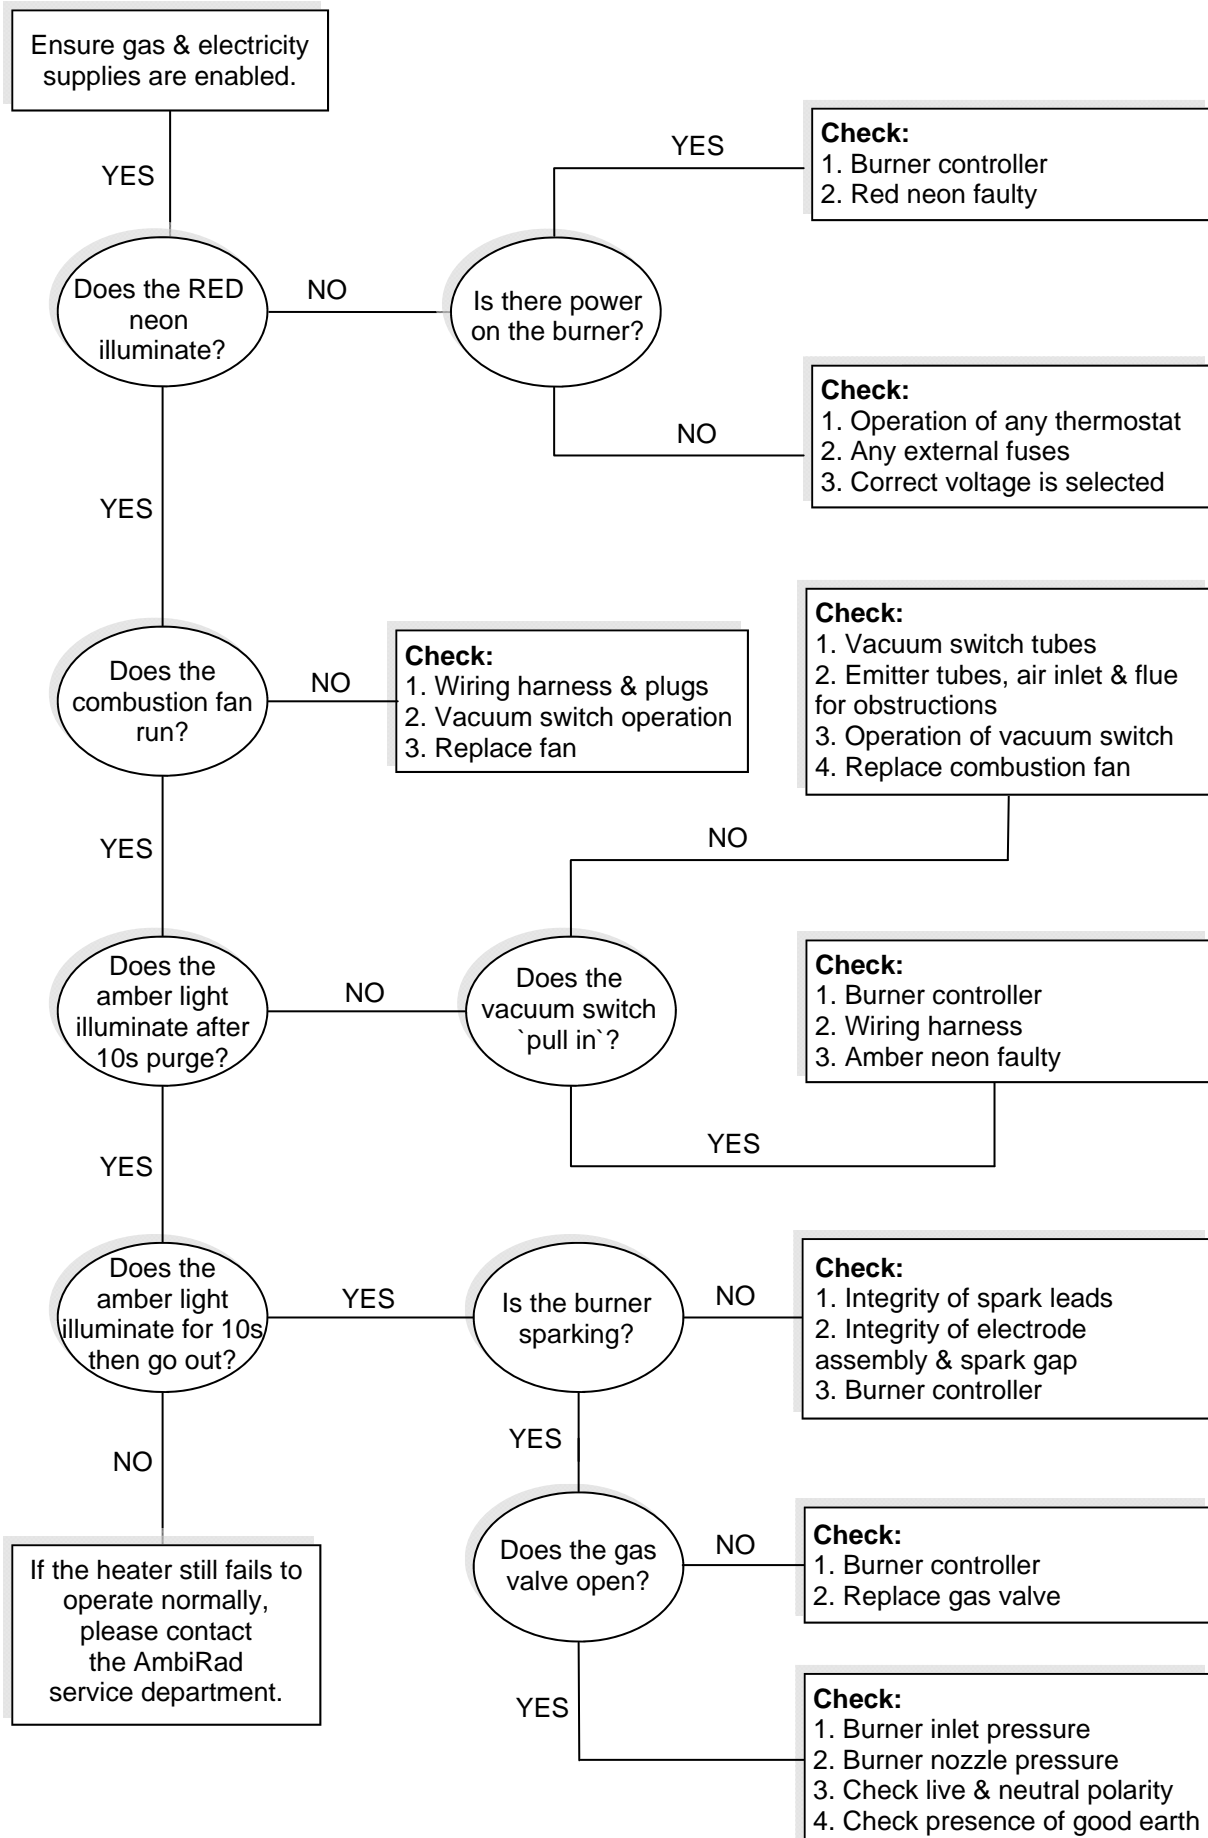 Ensure gas & electricity
supplies are enabled.
YES
Does the RED
neon
illuminate?
NO
Is there power
on the burner?
YES
Check:
1. Burner controller
2. Red neon faulty
NO
Check:
1. Operation of any thermostat
2. Any external fuses
3. Correct voltage is selected
YES
Does the
combustion fan
run?
NO
Check:
1. Wiring harness & plugs
2. Vacuum switch operation
3. Replace fan
YES
Does the
amber light
illuminate after
10s purge?
NO
Does the
vacuum switch
`pull in`?
NO
Check:
1. Vacuum switch tubes
2. Emitter tubes, air inlet & flue
for obstructions
3. Operation of vacuum switch
4. Replace combustion fan
YES
Check:
1. Burner controller
2. Wiring harness
3. Amber neon faulty
YES
Does the
amber light
illuminate for 10s
then go out?
YES
Is the burner
sparking?
NO
Check:
1. Integrity of spark leads
2. Integrity of electrode
assembly & spark gap
3. Burner controller
YES
Does the gas
valve open?
NO
Check:
1. Burner controller
2. Replace gas valve
YES
Check:
1. Burner inlet pressure
2. Burner nozzle pressure
3. Check live & neutral polarity
4. Check presence of good earth
NO
If the heater still fails to
operate normally,
please contact
the AmbiRad
service department.